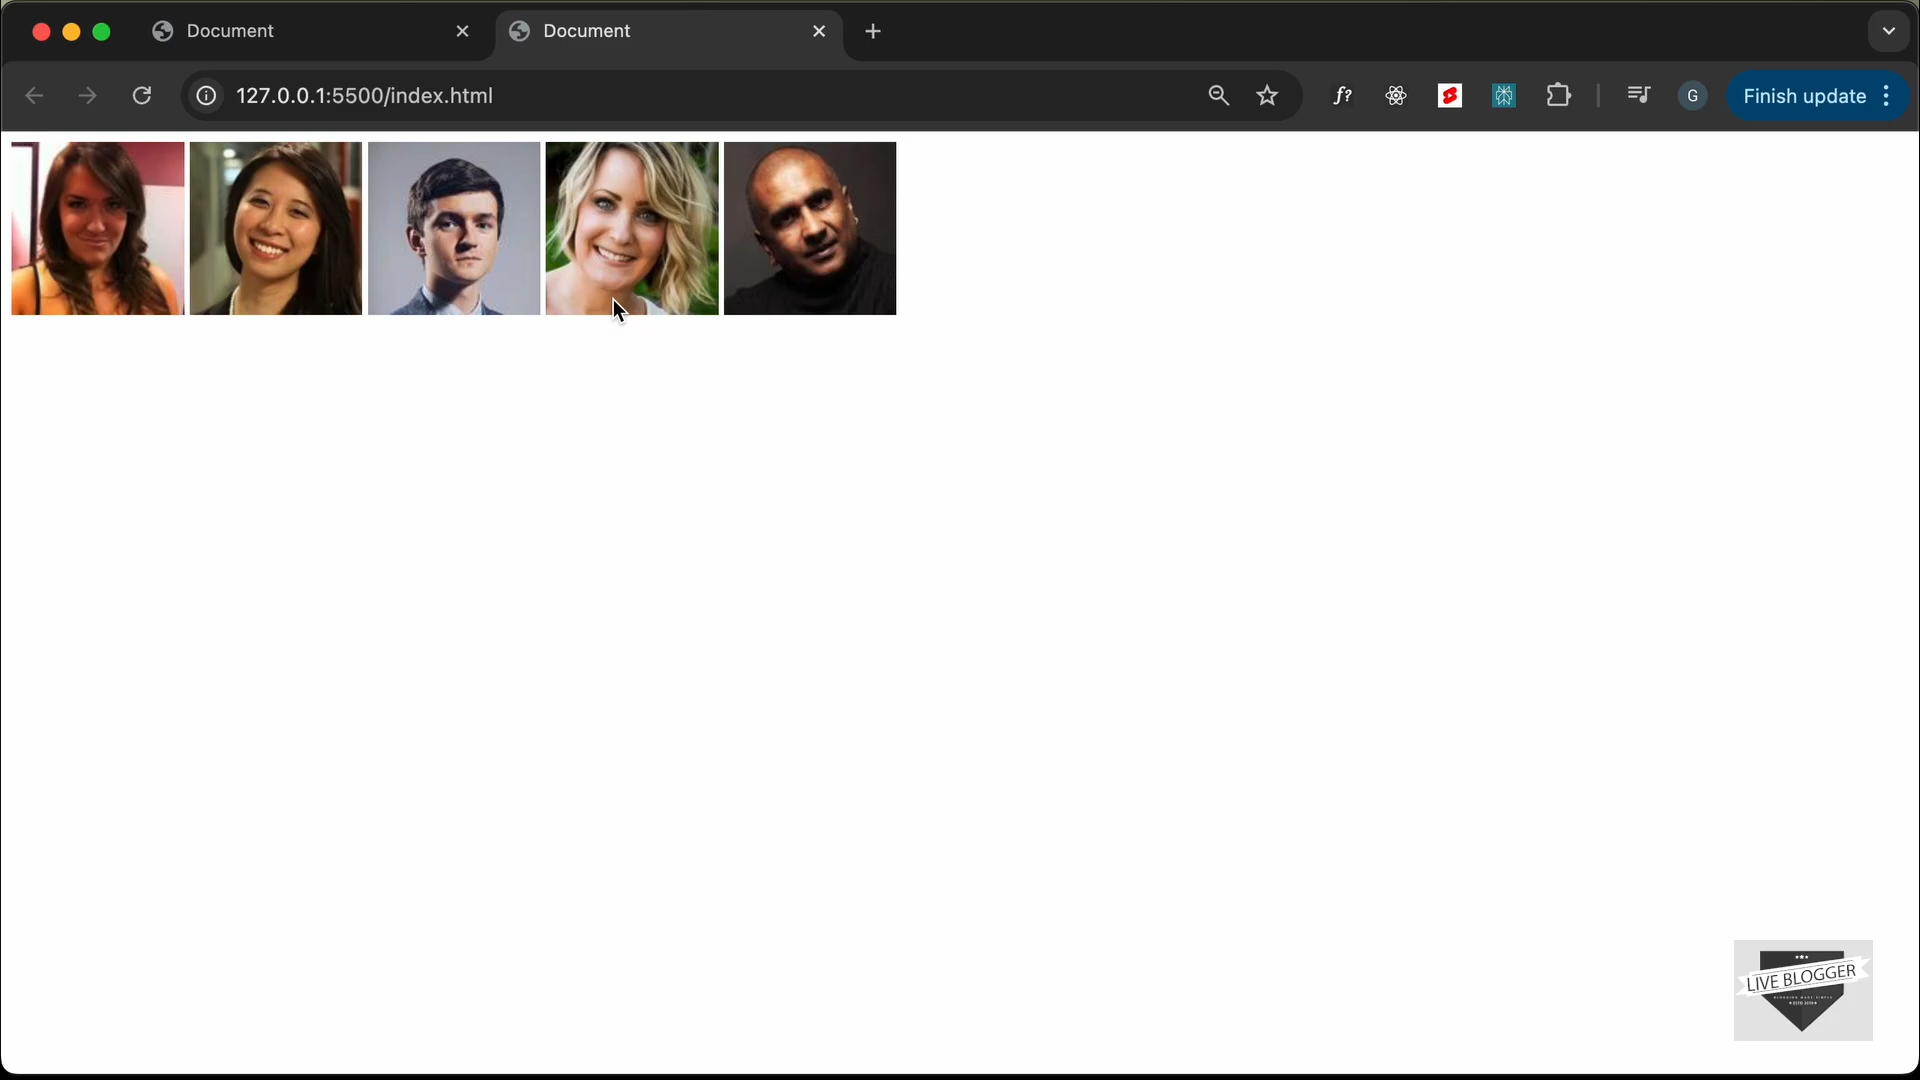 Document
Document
127.0.0.1:5500/index.html
f?
G
Finish update
LIVE BLOGGER